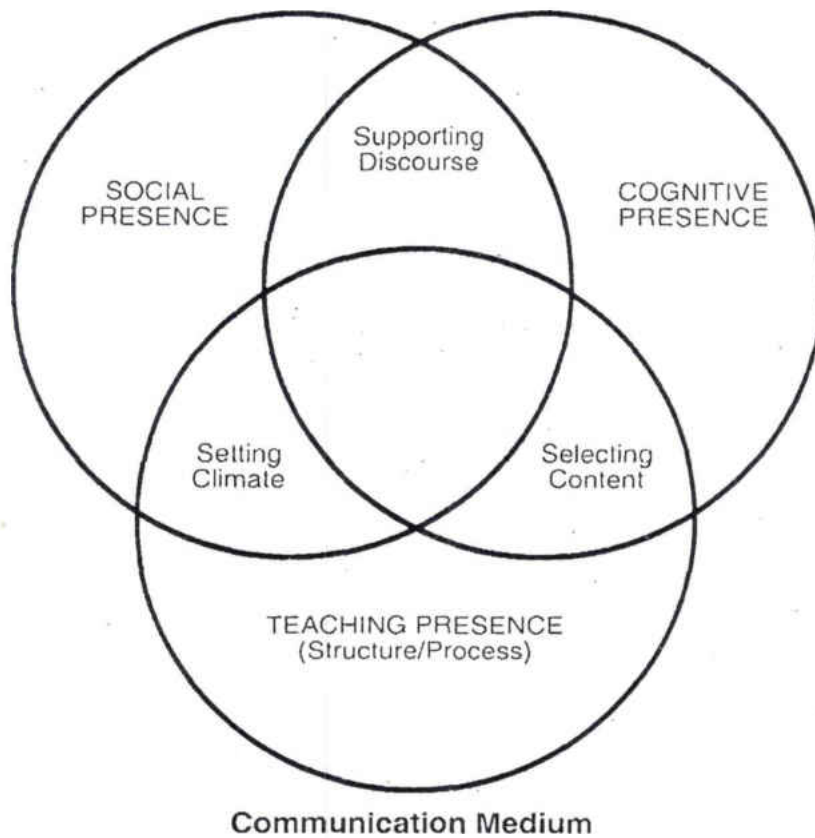 Supporting
Discourse
SOCIAL
PRESENCE
COGNITIVE
PRESENCE
Setting
Climate
Selecting
Content
TEACHING PRESENCE
(Structure/Process)
Communication Medium